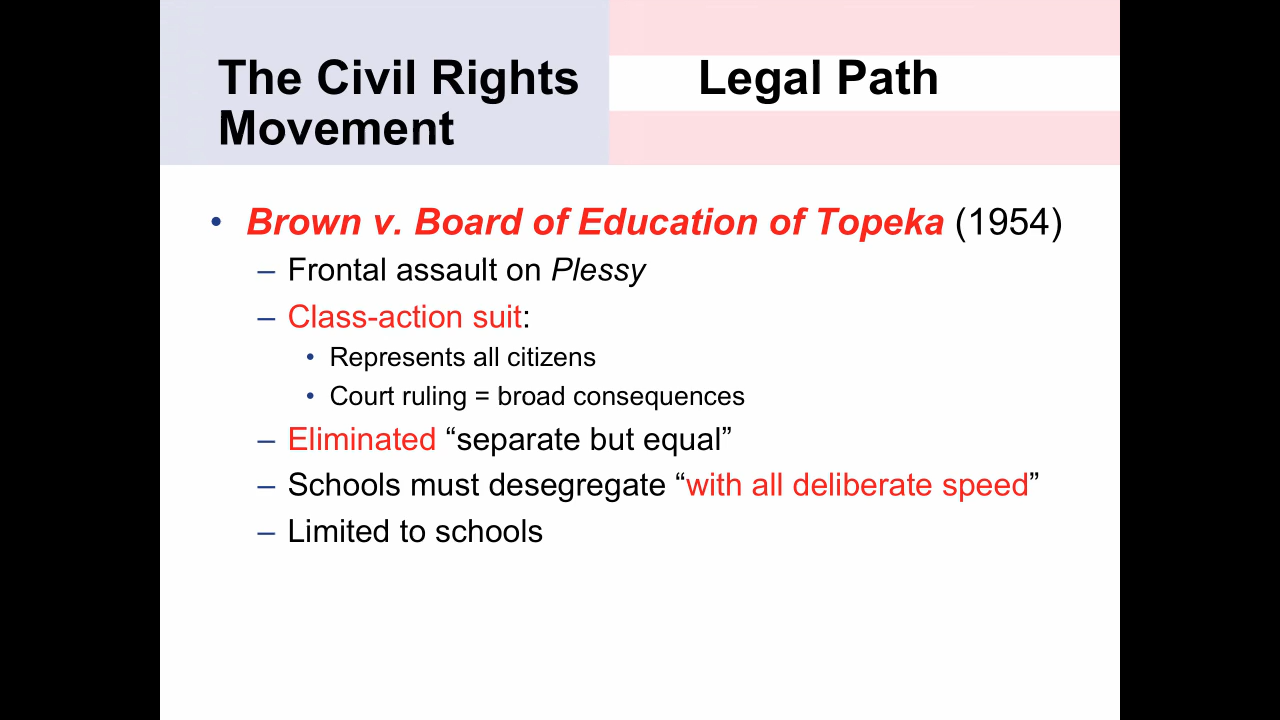 The Civil Rights Movement
Legal Path
• Brown v. Board of Education of Topeka (1954)
– Frontal assault on Plessy
– Class-action suit:
• Represents all citizens
• Court ruling = broad consequences
– Eliminated “separate but equal”
– Schools must desegregate “with all deliberate speed”
– Limited to schools